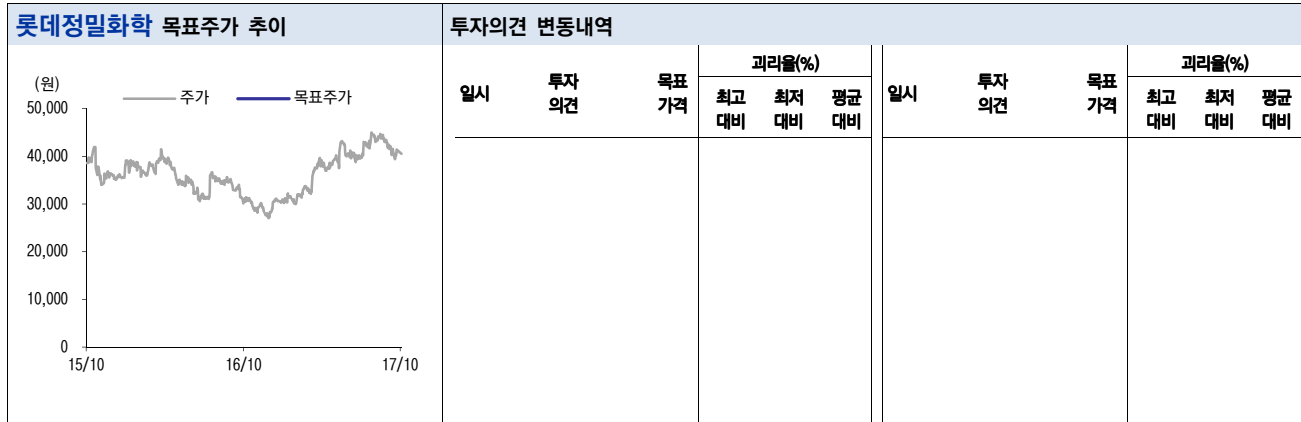 롯데정밀화학 목표주가 추이
(원)
주가 목표주가
50,000
40,000
30,000
20,000
10,000
0
15/10 16/10 17/10
투자의견 변동내역
일시 투자 의견 목표 가격 괴리율(%)
최고 대비 최저 대비 평균 대비
일시 투자 의견 목표 가격 괴리율(%)
최고 대비 최저 대비 평균 대비